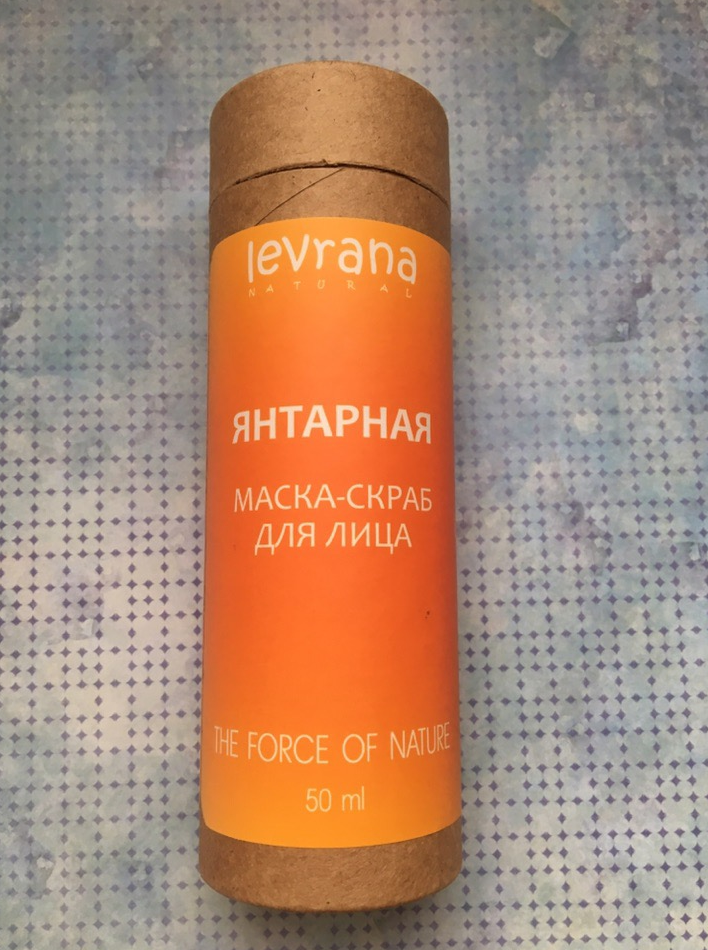 levrana
NATURAL
ЯНТАРНАЯ
МАСКА-СКРАБ
ДЛЯ ЛИЦА
THE FORCE OF NATURE
50 ml